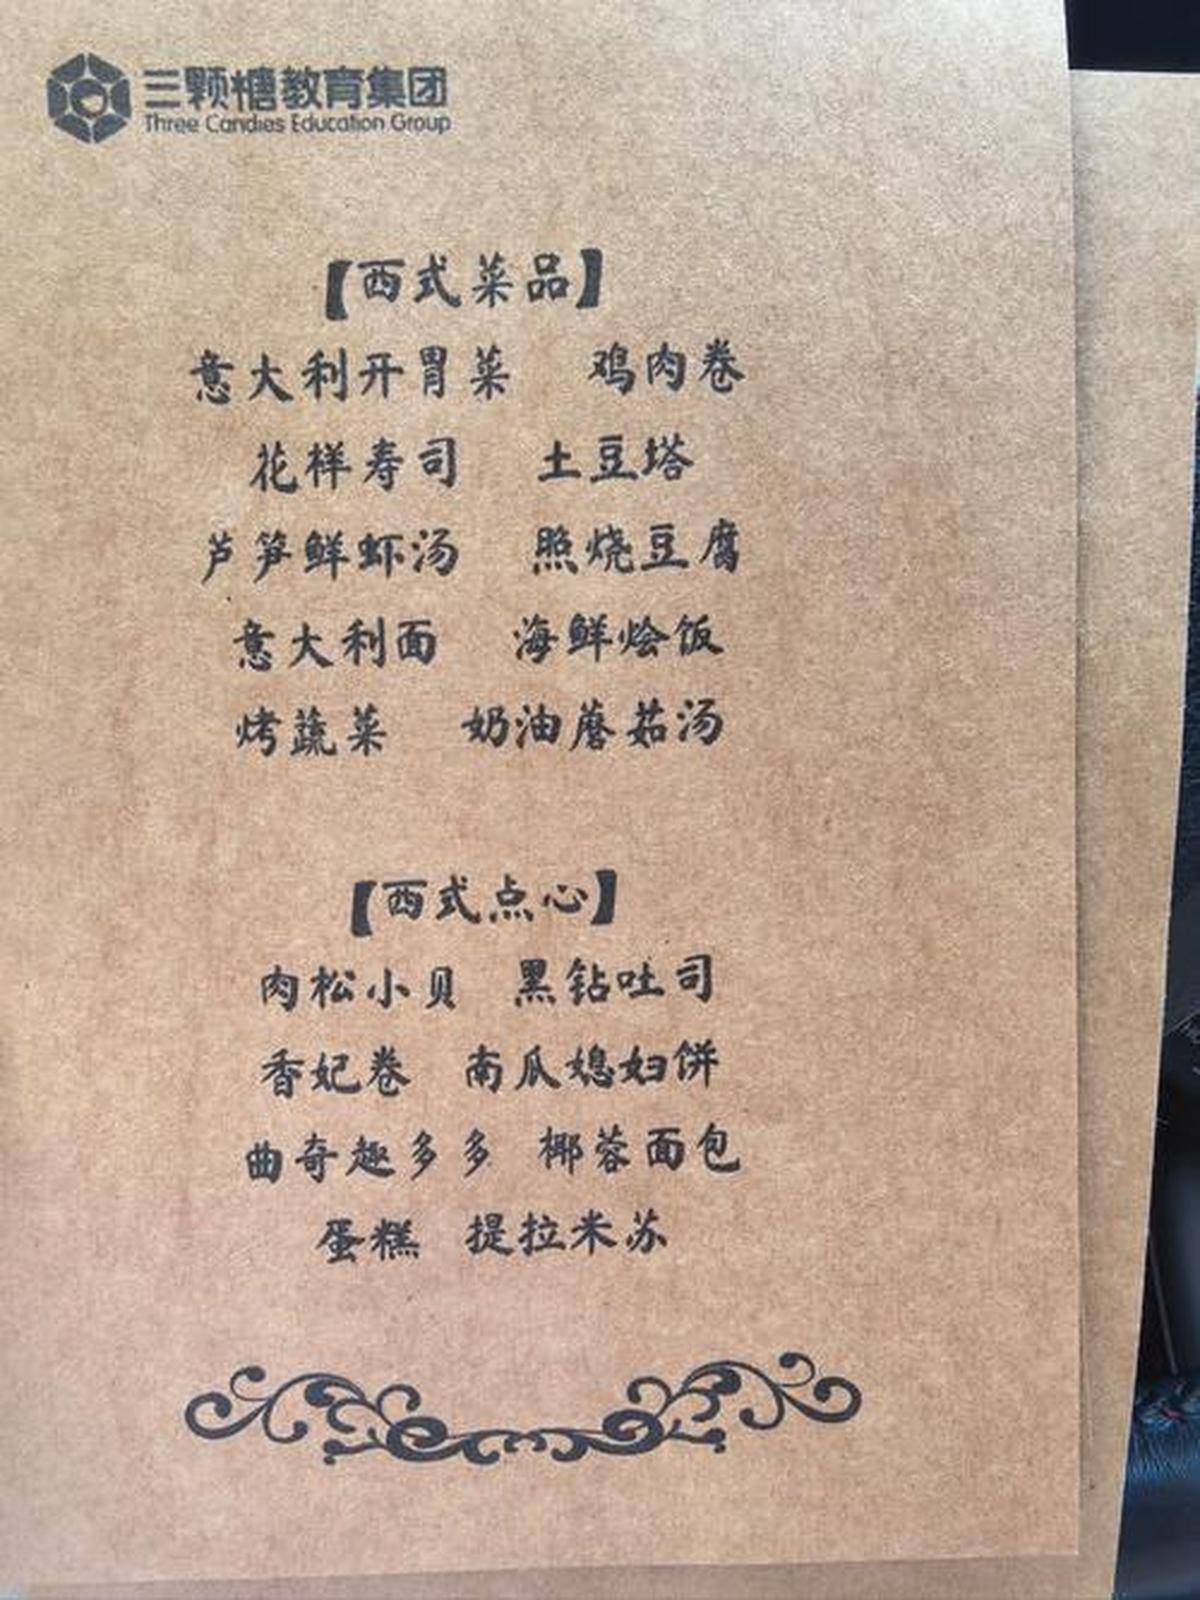 三颗糖教育集团
Three Candies Education Group
【西式菜品】
意大利开胃菜 鸡肉卷
花样寿司 土豆塔
芦笋鲜虾汤 照烧豆腐
意大利面 海鲜烩饭
烤蔬菜 奶油蘑菇汤
【西式点心】
肉松小贝 黑钻吐司
香妃卷 南瓜媳妇饼
曲奇趣多多 椰蓉面包
蛋糕 提拉米苏